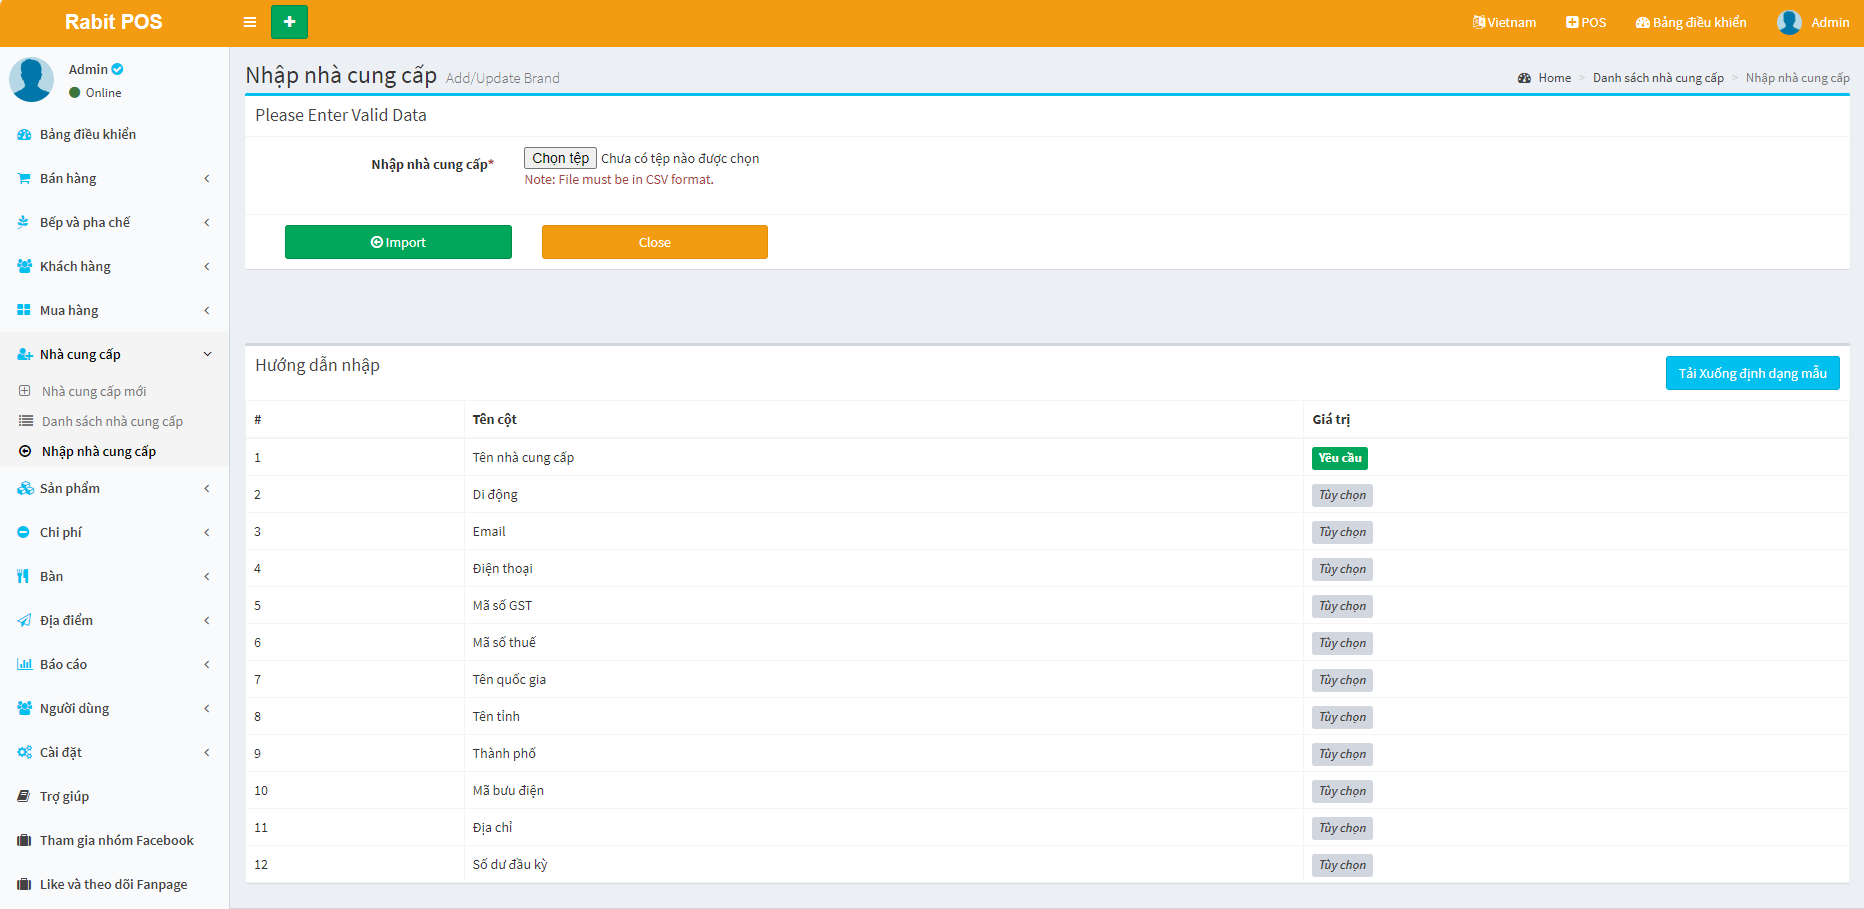 Rabit POS
Vietnam
POS
Bảng điều khiển
Admin
Admin
Online
Bảng điều khiển
Bán hàng
Bếp và pha chế
Khách hàng
Mua hàng
Nhà cung cấp
Nhà cung cấp mới
Danh sách nhà cung cấp
Nhập nhà cung cấp
Sản phẩm
Chi phí
Bàn
Địa điểm
Báo cáo
Người dùng
Cài đặt
Trợ giúp
Tham gia nhóm Facebook
Like và theo dõi Fanpage
Nhập nhà cung cấp Add/Update Brand
Home > Danh sách nhà cung cấp > Nhập nhà cung cấp
Please Enter Valid Data
Nhập nhà cung cấp* Chọn tệp Chưa có tệp nào được chọn
Note: File must be in CSV format.
Import Close
Hướng dẫn nhập
Tải Xuống định dạng mẫu
# Tên cột Giá trị
1 Tên nhà cung cấp Yêu cầu
2 Di động Tùy chọn
3 Email Tùy chọn
4 Điện thoại Tùy chọn
5 Mã số GST Tùy chọn
6 Mã số thuế Tùy chọn
7 Tên quốc gia Tùy chọn
8 Tên tỉnh Tùy chọn
9 Thành phố Tùy chọn
10 Mã bưu điện Tùy chọn
11 Địa chỉ Tùy chọn
12 Số dư đầu kỳ Tùy chọn